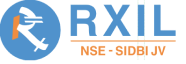 RXIL
NSE - SIDBI JV